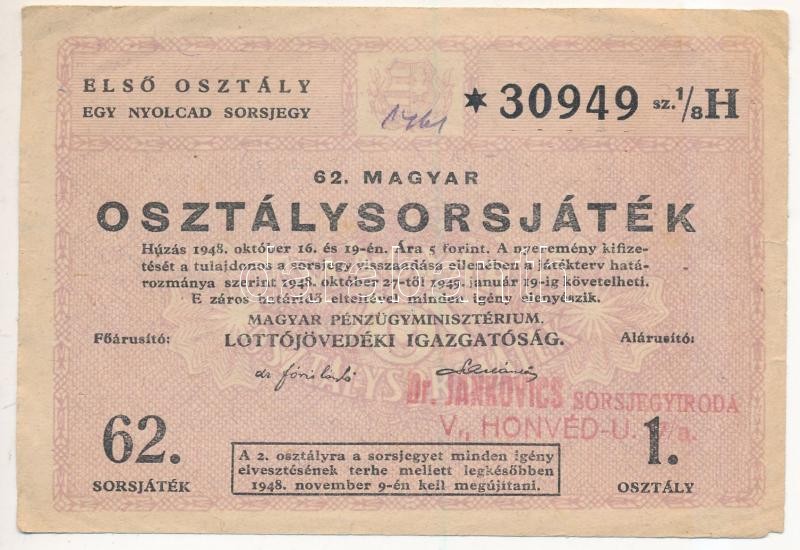 ELSŐ OSZTÁLY
EGY NYOLCAD SORSJEGY
✶ 30949 sz. 1/8 H
62. MAGYAR
OSZTÁLYSORSJÁTÉK
Húzás 1948. október 16. és 19-én. Ára 5 forint. A nyeremény kifize-
tését a tulajdonos a sorsjegy visszaadása ellenében a játékterv hatá-
rozmánya szerint 1948. október 27-től 1949. január 19-ig követelheti.
E záros határidő elteltével minden igény elenyészik.
MAGYAR PÉNZÜGYMINISZTÉRIUM.
Főárusító:
LOTTÓJÖVEDÉKI IGAZGATÓSÁG.
Alárusító:
Dr. JANKOVICS SORSJEGYIRODA
V., HONVÉD-U. /a.
62.
SORSJÁTÉK
A 2. osztályra a sorsjegyet minden igény
elvesztésének terhe mellett legkésőbben
1948. november 9-én kell megújítani.
1.
OSZTÁLY